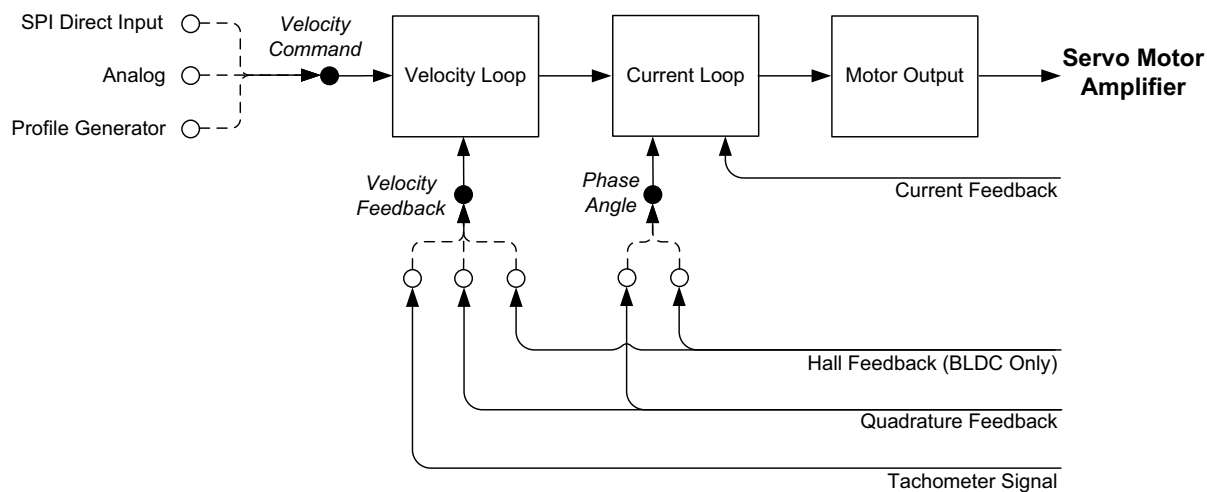 SPI Direct Input
Analog
Profile Generator
Velocity
Command
Velocity Loop
Current Loop
Motor Output
Servo Motor
Amplifier
Velocity
Feedback
Phase
Angle
Current Feedback
Hall Feedback (BLDC Only)
Quadrature Feedback
Tachometer Signal